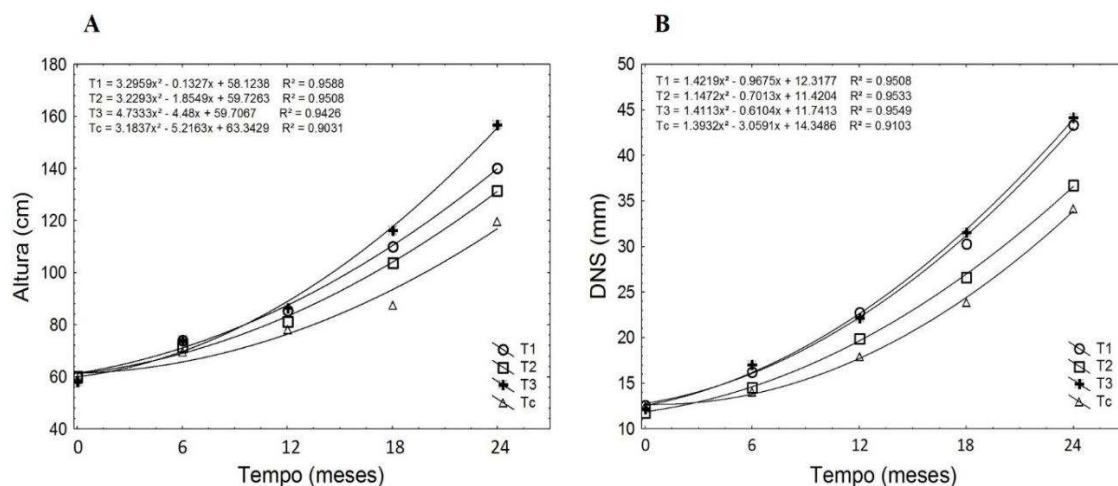 A
180
160
140
120
100
80
60
40
Altura (cm)
T1 = 3.2959x² - 0.1327x + 58.1238 R² = 0.9588
T2 = 3.2293x² - 1.8549x + 59.7263 R² = 0.9508
T3 = 4.7333x² - 4.48x + 59.7067 R² = 0.9426
Tc = 3.1837x² - 5.2163x + 63.3429 R² = 0.9031
T1
T2
T3
Tc
0 6 12 18 24
Tempo (meses)
B
50
45
40
35
30
25
20
15
10
DNS (mm)
T1 = 1.4219x² - 0.9675x + 12.3177 R² = 0.9508
T2 = 1.1472x² - 0.7013x + 11.4204 R² = 0.9533
T3 = 1.4113x² - 0.6104x + 11.7413 R² = 0.9549
Tc = 1.3932x² - 3.0591x + 14.3486 R² = 0.9103
T1
T2
T3
Tc
0 6 12 18 24
Tempo (meses)